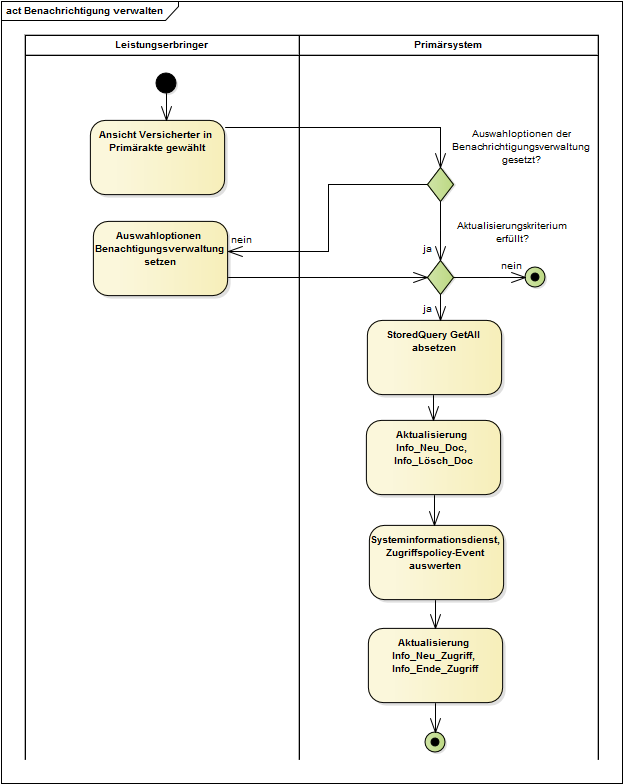 act Benachrichtigung verwalten
Leistungserbringer
Primärsystem
Ansicht Versicherter in
Primärakte gewählt
Auswahloptionen der
Benachrichtigungsverwaltung
gesetzt?
Auswahloptionen
Benachtigungsverwaltung
setzen
nein
Aktualisierungskriterium
erfüllt?
ja
nein
ja
StoredQuery GetAll
absetzen
Aktualisierung
Info_Neu_Doc,
Info_Lösch_Doc
Systeminformationsdienst,
Zugriffspolicy-Event
auswerten
Aktualisierung
Info_Neu_Zugriff,
Info_Ende_Zugriff